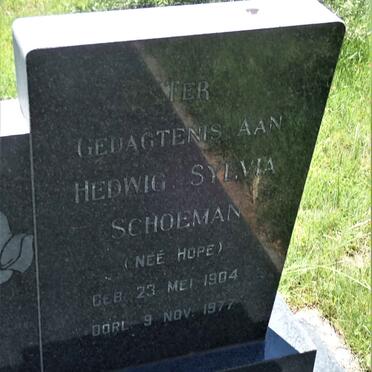 TER
GEDAGTENIS AAN
HEDWIG SYLVIA
SCHOEMAN
(NEÉ HOPE)
GEB. 23 MEI 1904
OORL. 9 NOV. 1977